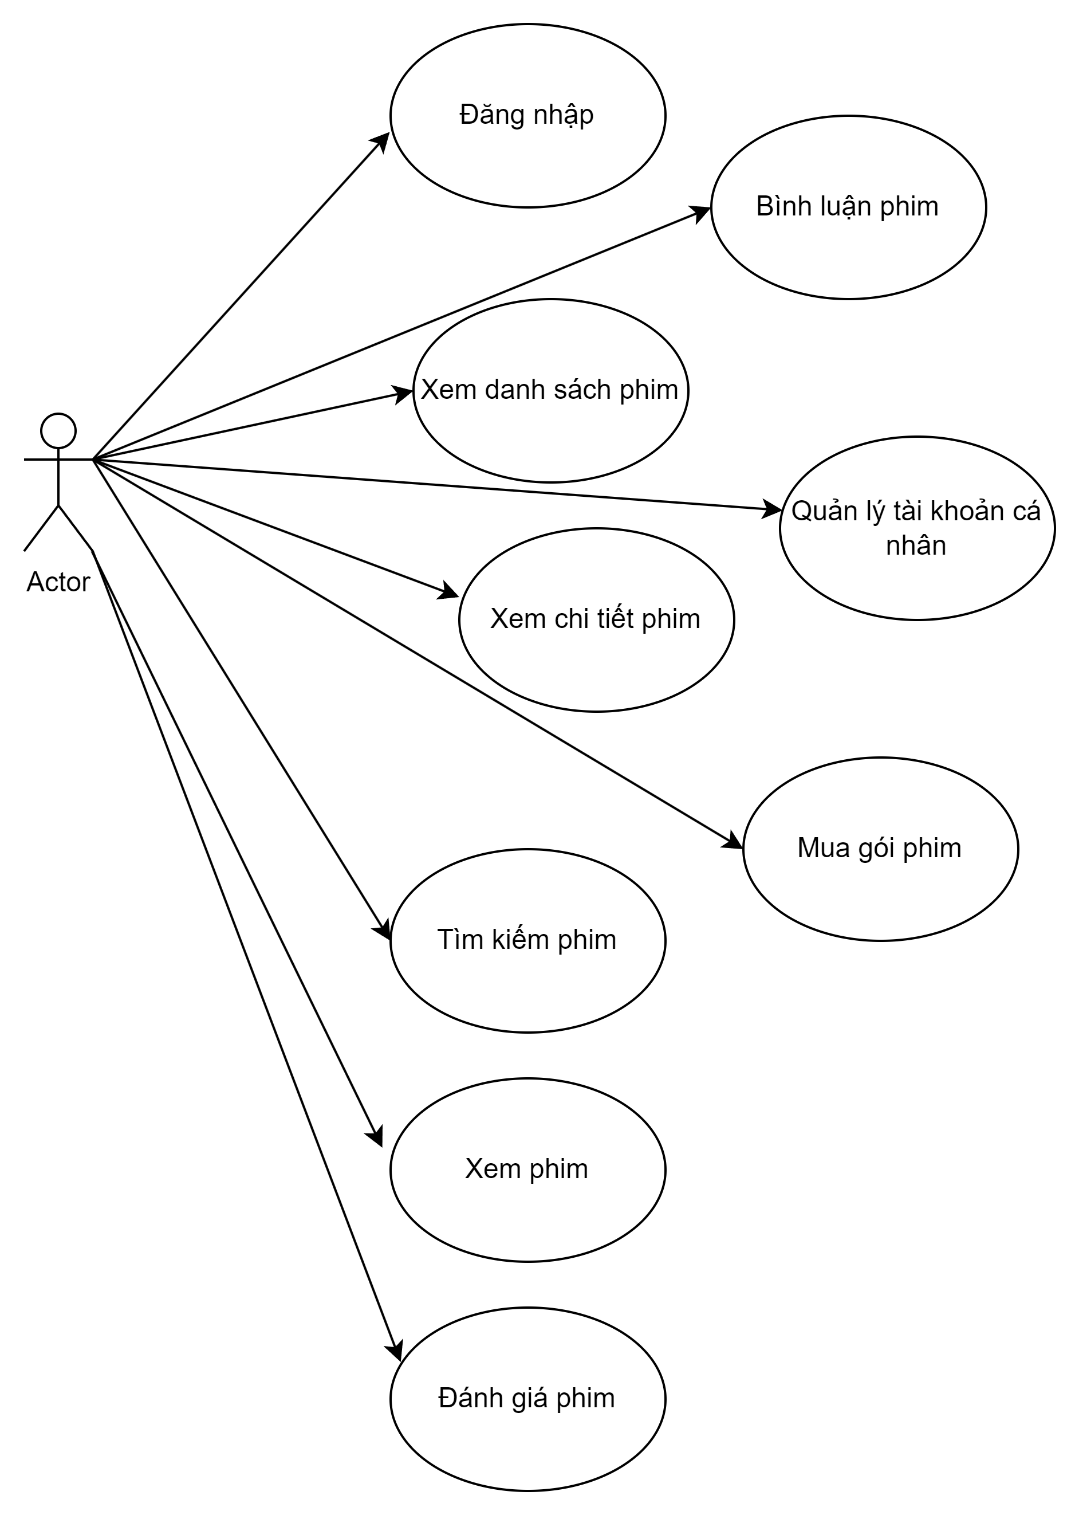 Đăng nhập
Bình luận phim
Xem danh sách phim
Quản lý tài khoản cá
nhân
Actor
Xem chi tiết phim
Mua gói phim
Tìm kiếm phim
Xem phim
Đánh giá phim